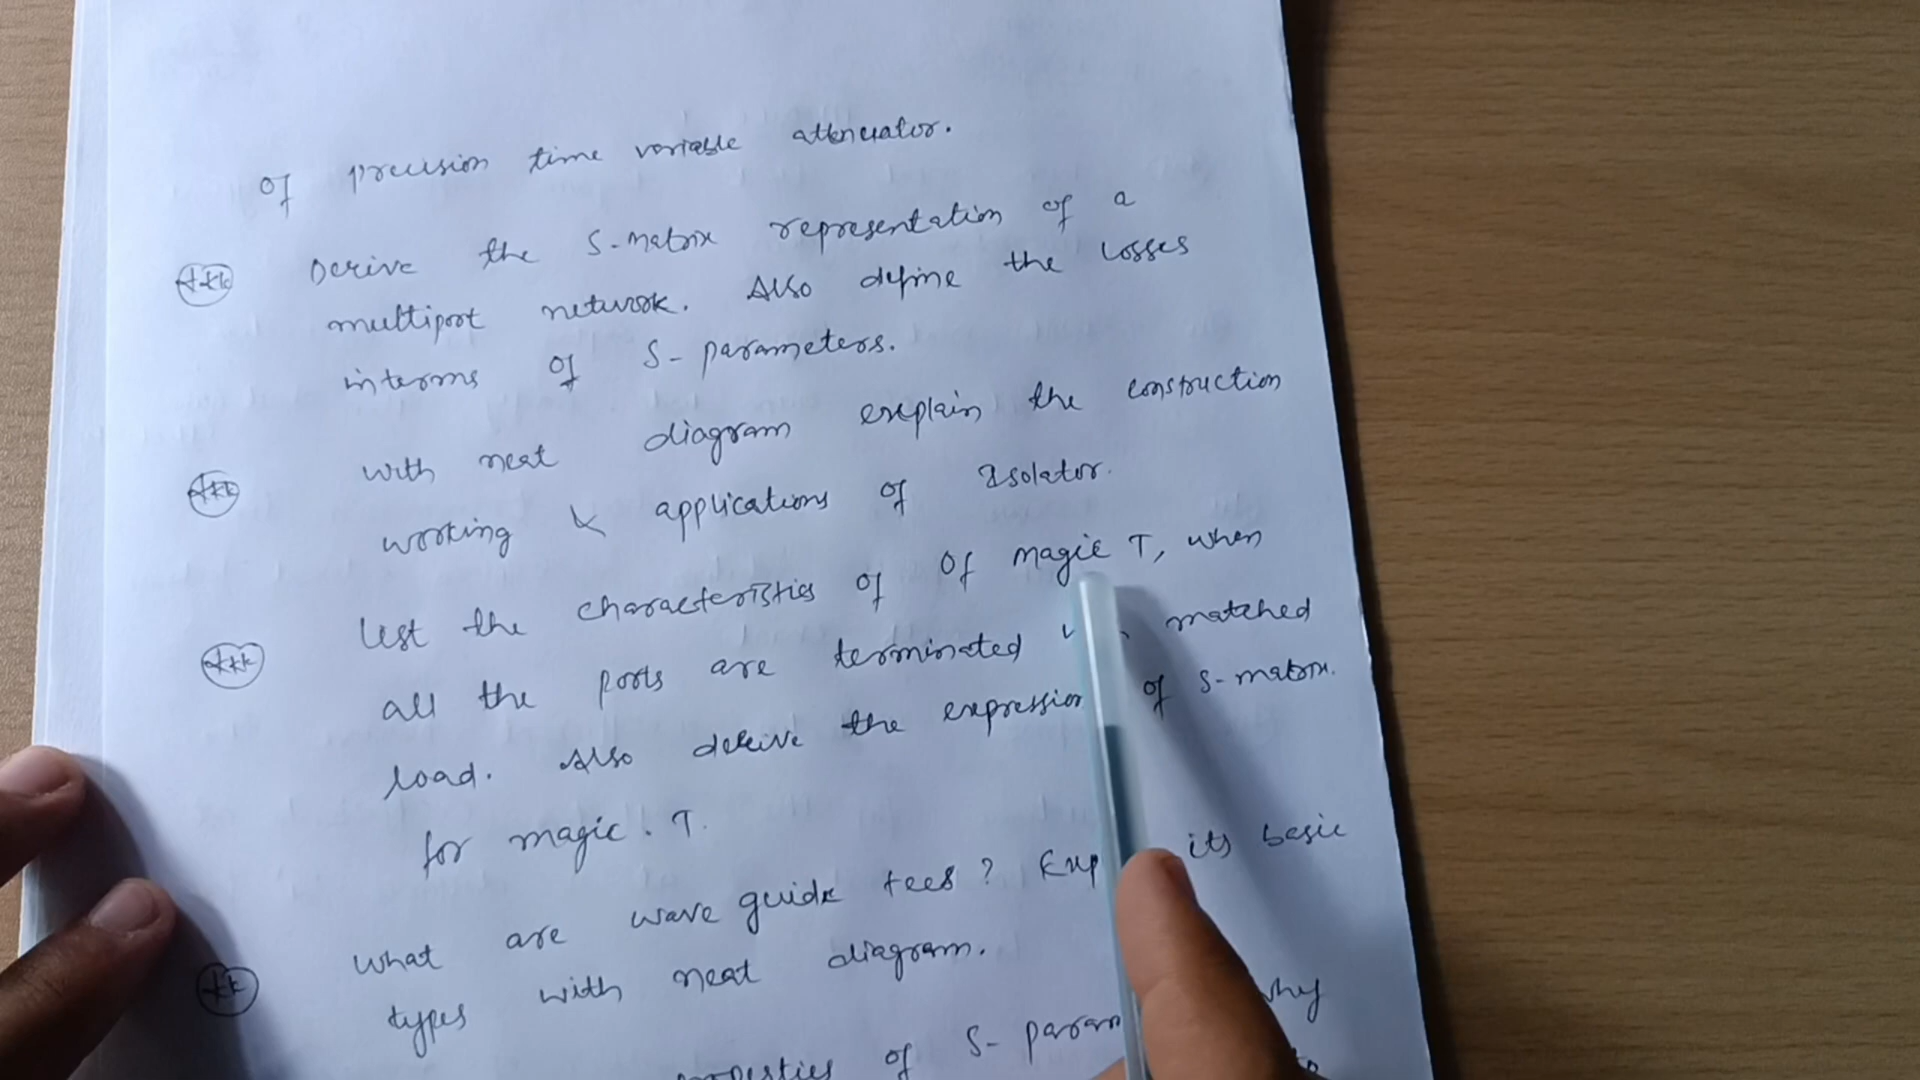 of precision time variable attenuator.
*** Derive the S-matrix representation of a
multiport network. Also define the losses
interms of S-parameters.
*** with neat diagram explain the construction
working & applications of Isolator.
*** List the characteristics of of magic T, when
all the ports are terminated matched
load. Also derive the expression of S-matrix.
for magic. T.
** what are wave guide tees? its basic
types with neat diagram.
of S-